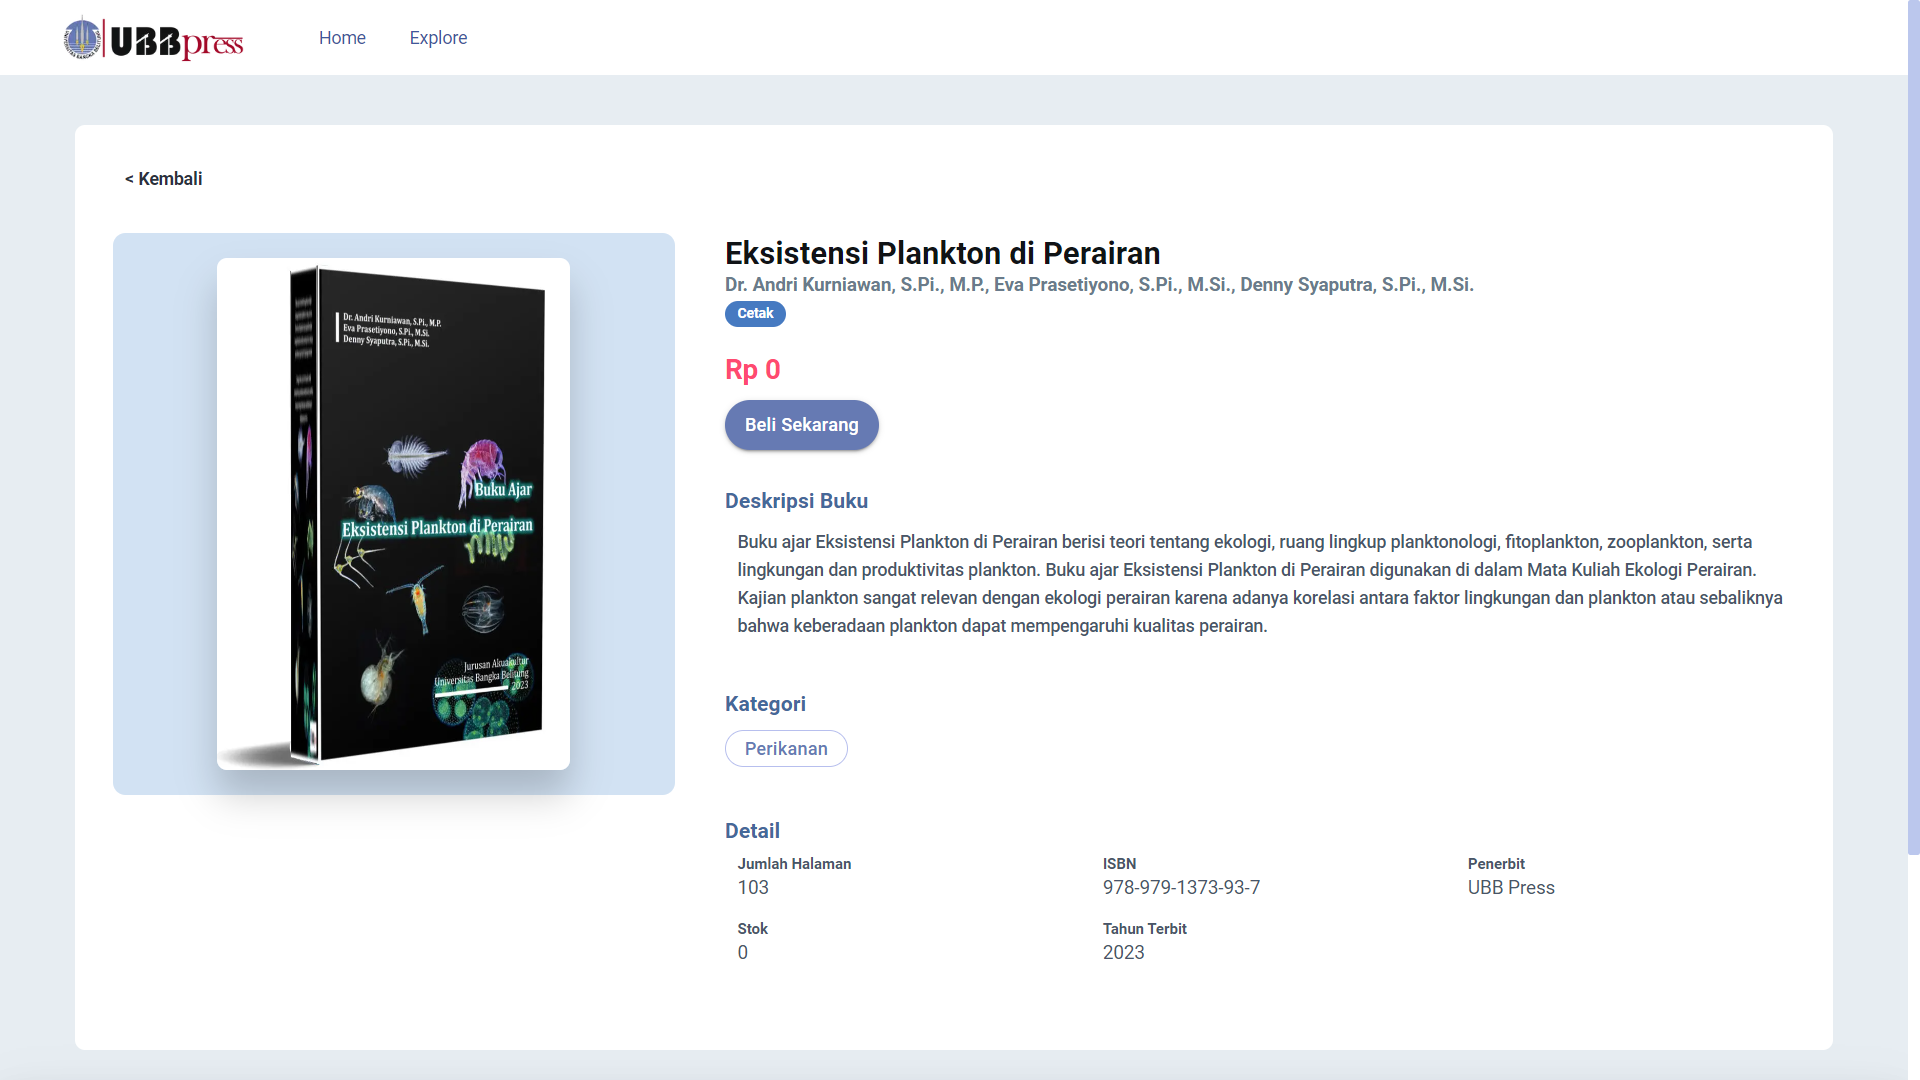 UBBpress
Home
Explore
< Kembali
Dr. Andri Kurniawan, S.Pi., M.P.
Eva Prasetiyono, S.Pi., M.Si.
Denny Syaputra, S.Pi., M.Si.
Buku Ajar
Eksistensi Plankton di Perairan
Jurusan Akuakultur
Universitas Bangka Belitung
2023
Eksistensi Plankton di Perairan
Dr. Andri Kurniawan, S.Pi., M.P., Eva Prasetiyono, S.Pi., M.Si., Denny Syaputra, S.Pi., M.Si.
Cetak
Rp 0
Beli Sekarang
Deskripsi Buku
Buku ajar Eksistensi Plankton di Perairan berisi teori tentang ekologi, ruang lingkup planktonologi, fitoplankton, zooplankton, serta
lingkungan dan produktivitas plankton. Buku ajar Eksistensi Plankton di Perairan digunakan di dalam Mata Kuliah Ekologi Perairan.
Kajian plankton sangat relevan dengan ekologi perairan karena adanya korelasi antara faktor lingkungan dan plankton atau sebaliknya
bahwa keberadaan plankton dapat mempengaruhi kualitas perairan.
Kategori
Perikanan
Detail
Jumlah Halaman
103
ISBN
978-979-1373-93-7
Penerbit
UBB Press
Stok
0
Tahun Terbit
2023